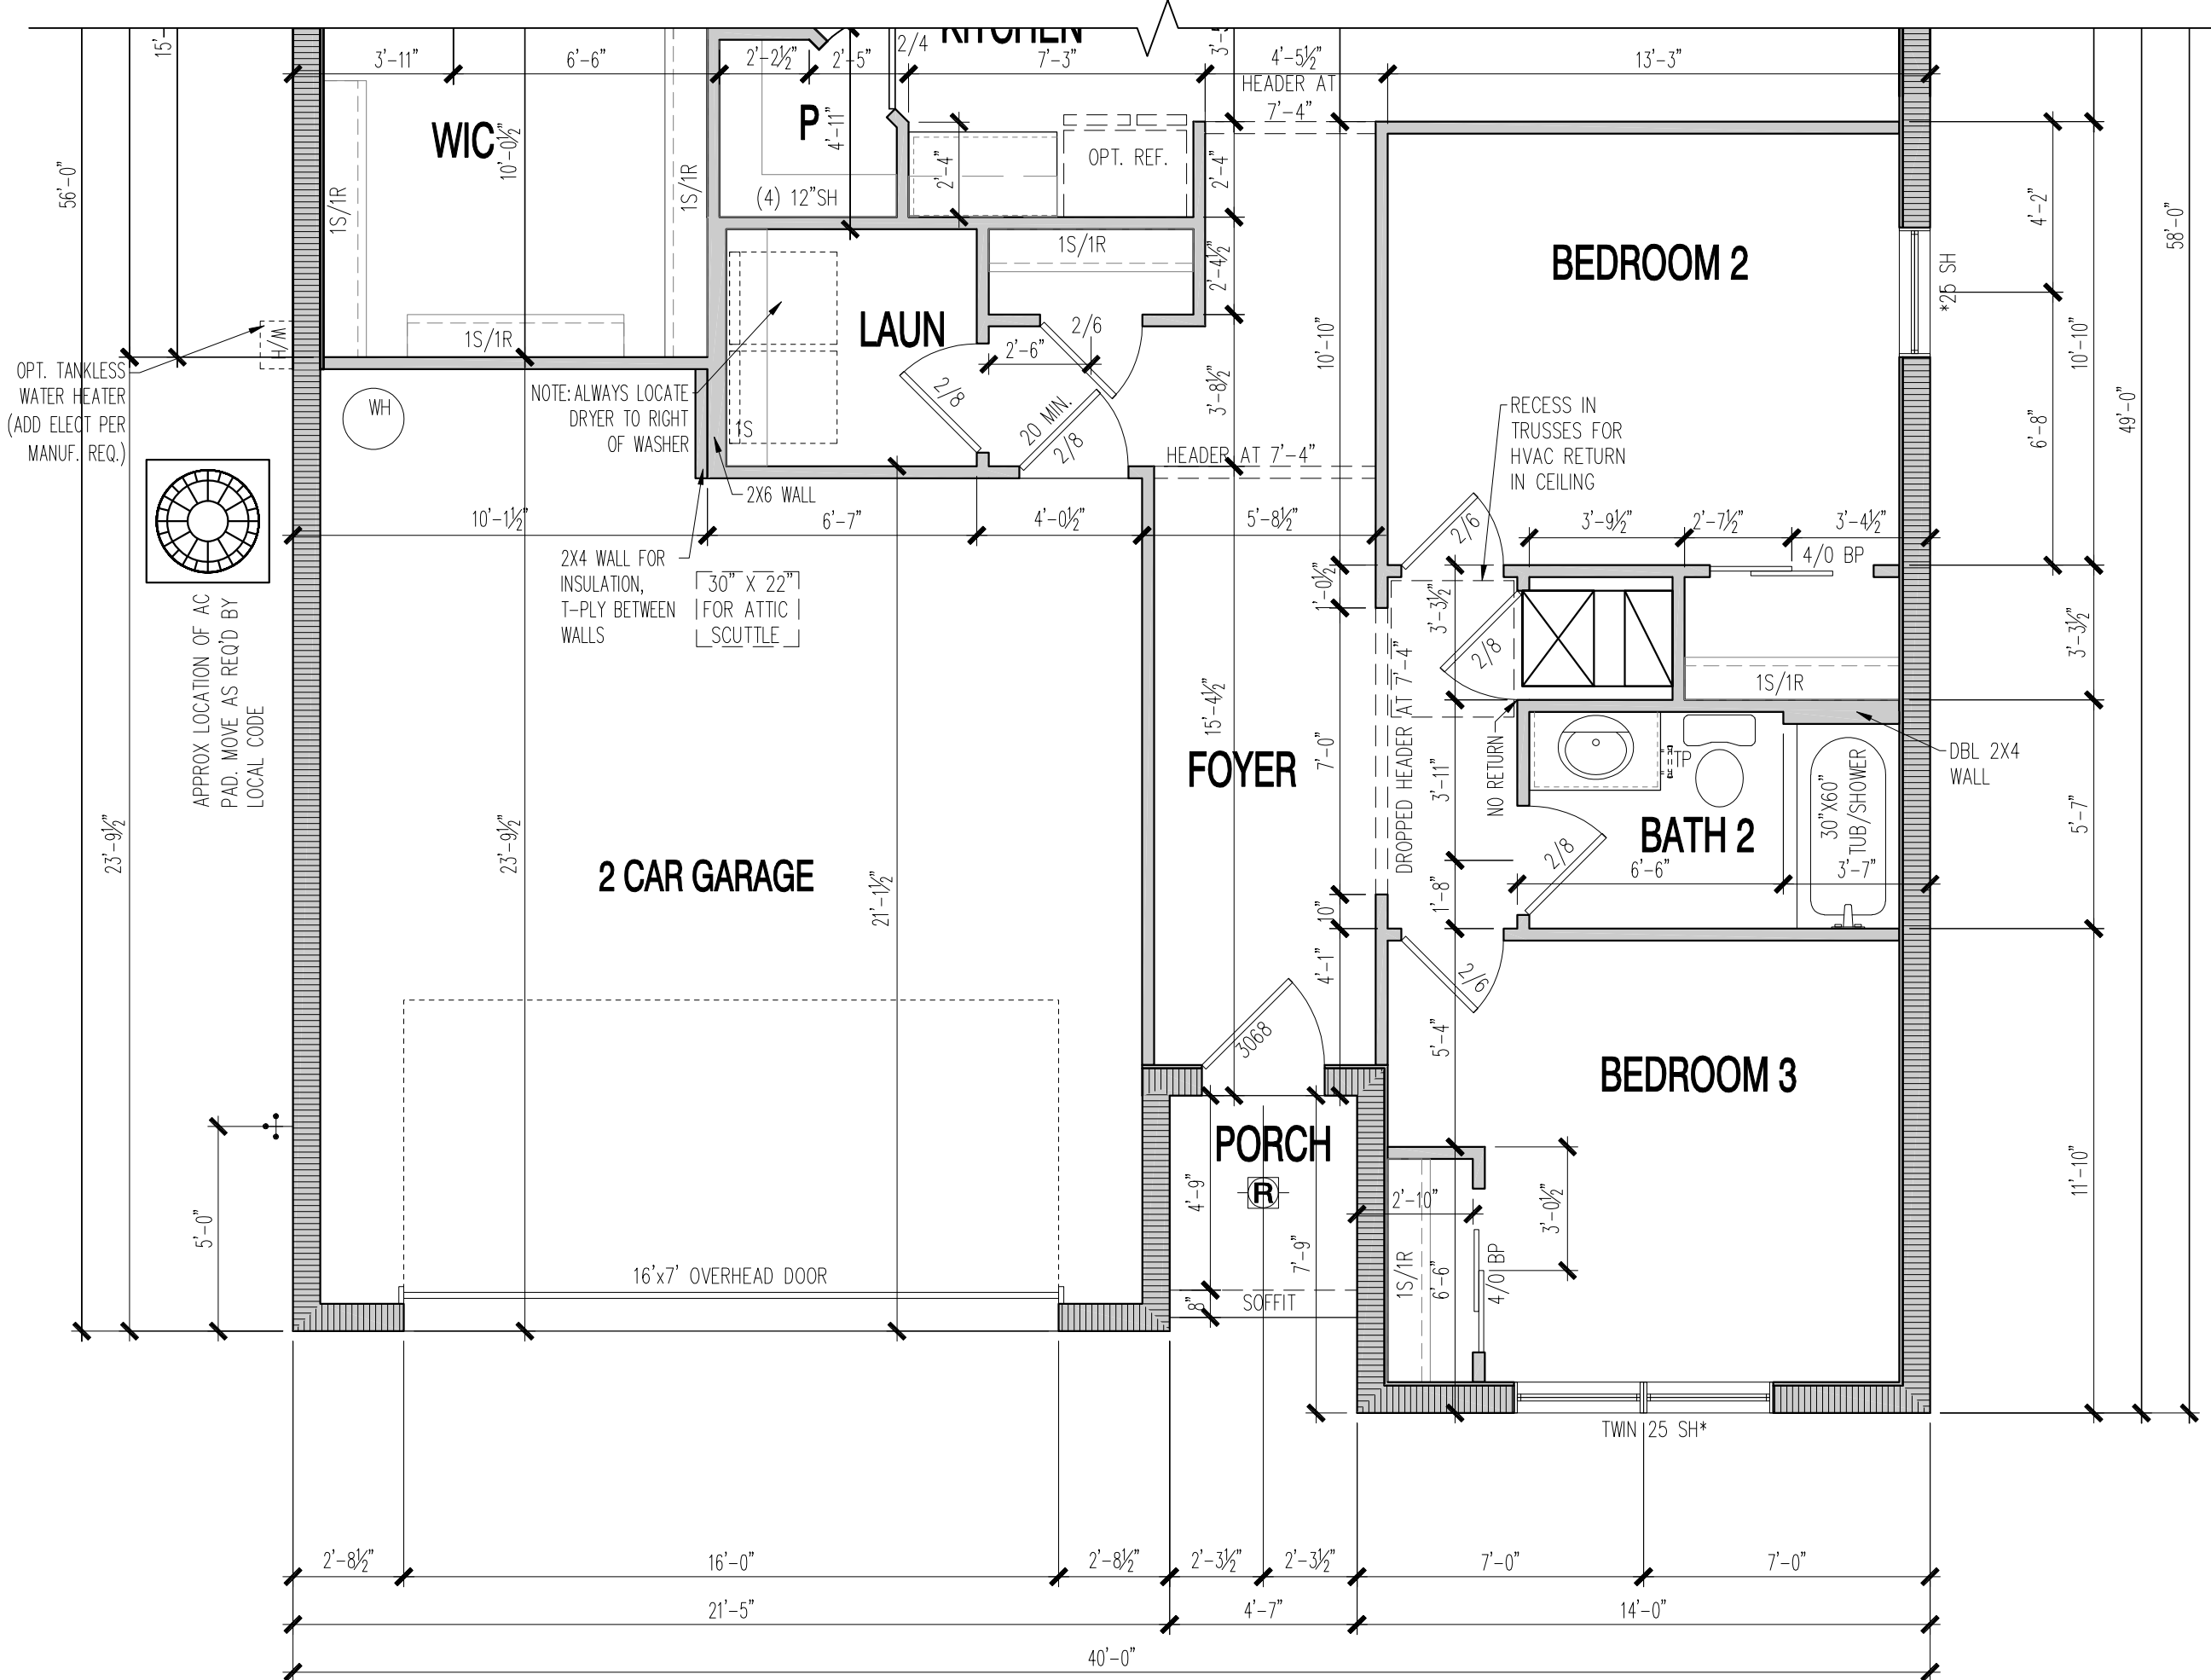 KITCHEN
15'-
3'-11"
6'-6"
2'-2½"
2'-5"
2/4
7'-3"
4'-5½"
13'-3"
HEADER AT
7'-4"
WIC
10'-0½"
P
4'-11"
2'-4"
OPT. REF.
2'-4"
56'-0"
1S/1R
1S/1R
(4) 12"SH
4'-2"
58'-0"
1S/1R
2'-4½"
BEDROOM 2
*25 SH
W/H
1S/1R
LAUN
2/6
2'-6"
10'-10"
10'-10"
OPT. TANKLESS
WATER HEATER
(ADD ELECT PER
MANUF. REQ.)
WH
NOTE: ALWAYS LOCATE
DRYER TO RIGHT
OF WASHER
1S
2/8
20 MIN.
2/8
3'-8½"
RECESS IN
TRUSSES FOR
HVAC RETURN
IN CEILING
6'-8"
49'-0"
HEADER AT 7'-4"
2X6 WALL
10'-1½"
6'-7"
4'-0½"
5'-8½"
2/6
3'-9½"
2'-7½"
3'-4½"
4/0 BP
2X4 WALL FOR
INSULATION,
T-PLY BETWEEN
WALLS
30" X 22"
FOR ATTIC
SCUTTLE
1'-0½"
3'-3½"
2/8
3'-3½"
1S/1R
APPROX LOCATION OF AC
PAD. MOVE AS REQ'D BY
LOCAL CODE
15'-4½"
7'-0"
DROPPED HEADER AT 7'-4"
3'-11"
NO RETURN
TP
30"X60"
TUB/SHOWER
DBL 2X4
WALL
FOYER
23'-9½"
23'-9½"
2 CAR GARAGE
21'-1½"
BATH 2
2/8
6'-6"
3'-7"
5'-7"
10"
1'-8"
4'-1"
2/6
3068
5'-4"
BEDROOM 3
PORCH
R
4'-9"
2'-10"
3'-0½"
11'-10"
5'-0"
7'-9"
1S/1R
6'-6"
4/0 BP
16'x7' OVERHEAD DOOR
8"
SOFFIT
TWIN 25 SH*
2'-8½"
16'-0"
2'-8½"
2'-3½"
2'-3½"
7'-0"
7'-0"
21'-5"
4'-7"
14'-0"
40'-0"